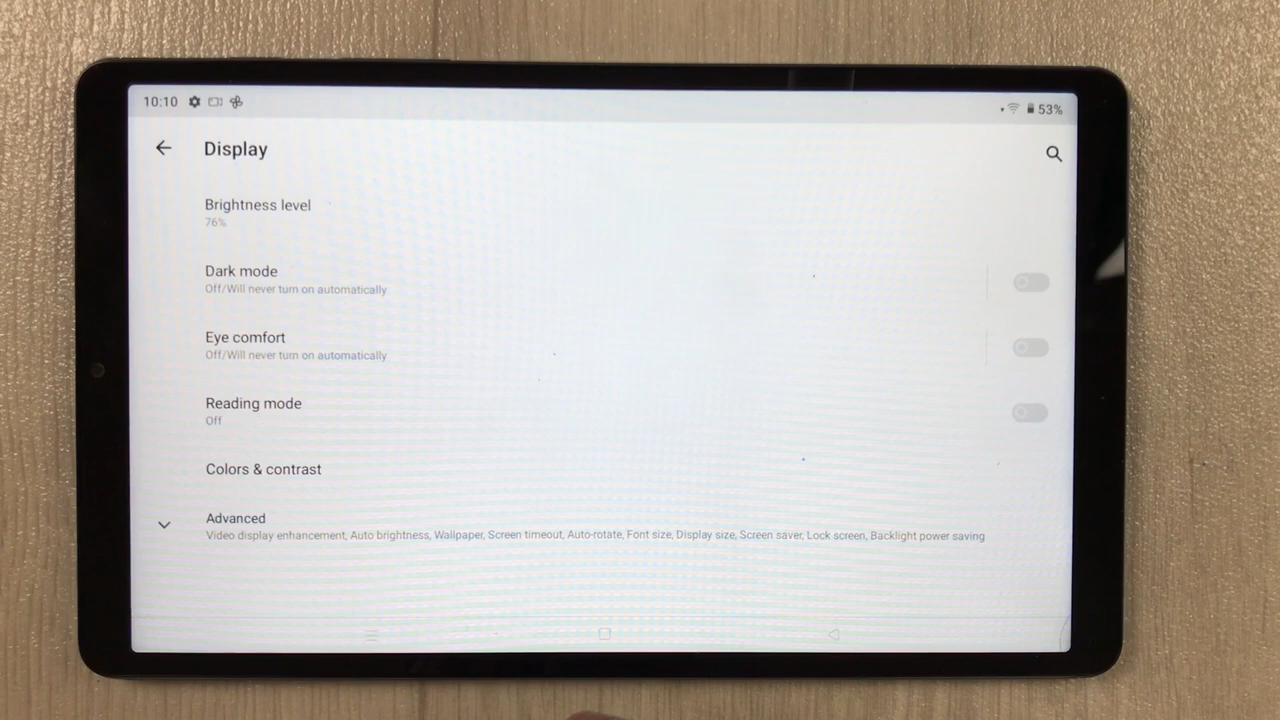 10:10
53%
Display
Brightness level
76%
Dark mode
Off/Will never turn on automatically
Eye comfort
Off/Will never turn on automatically
Reading mode
Off
Colors & contrast
Advanced
Video display enhancement, Auto brightness, Wallpaper, Screen timeout, Auto-rotate, Font size, Display size, Screen saver, Lock screen, Backlight power saving